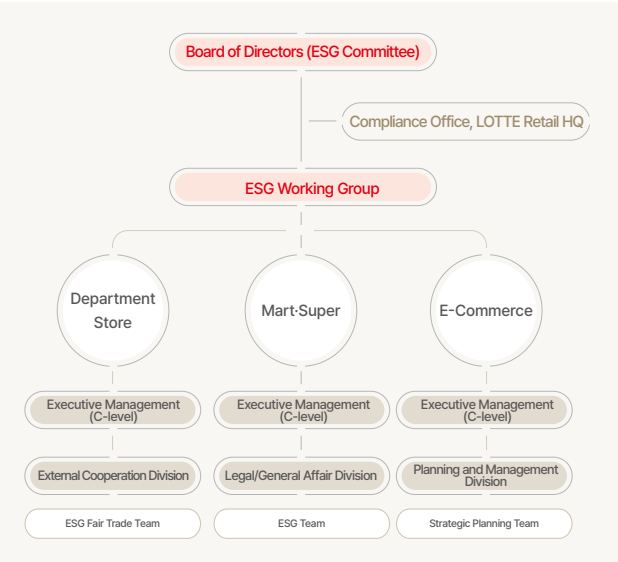 Board of Directors (ESG Committee)
Compliance Office, LOTTE Retail HQ
ESG Working Group
Department
Store
Mart·Super
E-Commerce
Executive Management
(C-level)
Executive Management
(C-level)
Executive Management
(C-level)
External Cooperation Division
Legal/General Affair Division
Planning and Management
Division
ESG Fair Trade Team
ESG Team
Strategic Planning Team